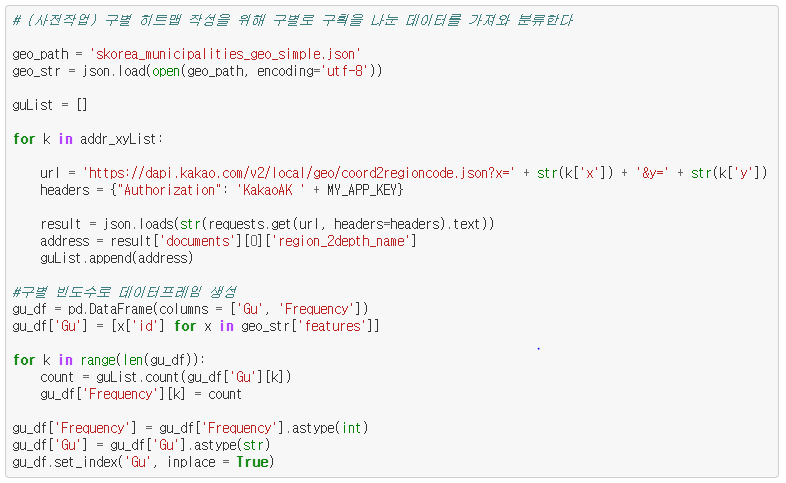 # (사전작업) 구별 히트맵 작성을 위해 구별로 구획을 나눈 데이터를 가져와 분류한다
geo_path = 'skorea_municipalities_geo_simple.json'
geo_str = json.load(open(geo_path, encoding='utf-8'))
guList = []
for k in addr_xyList:
url = 'https://dapi.kakao.com/v2/local/geo/coord2regioncode.json?x=' + str(k['x']) + '&y=' + str(k['y'])
headers = {"Authorization": 'KakaoAK ' + MY_APP_KEY}
result = json.loads(str(requests.get(url, headers=headers).text))
address = result['documents'][0]['region_2depth_name']
guList.append(address)
#구별 빈도수로 데이터프레임 생성
gu_df = pd.DataFrame(columns = ['Gu', 'Frequency'])
gu_df['Gu'] = [x['id'] for x in geo_str['features']]
for k in range(len(gu_df)):
count = guList.count(gu_df['Gu'][k])
gu_df['Frequency'][k] = count
gu_df['Frequency'] = gu_df['Frequency'].astype(int)
gu_df['Gu'] = gu_df['Gu'].astype(str)
gu_df.set_index('Gu', inplace = True)